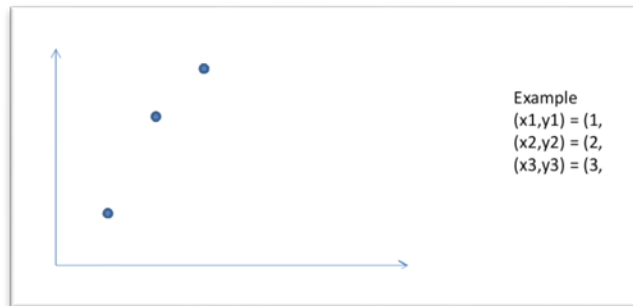 Example
(x1,y1) = (1,
(x2,y2) = (2,
(x3,y3) = (3,